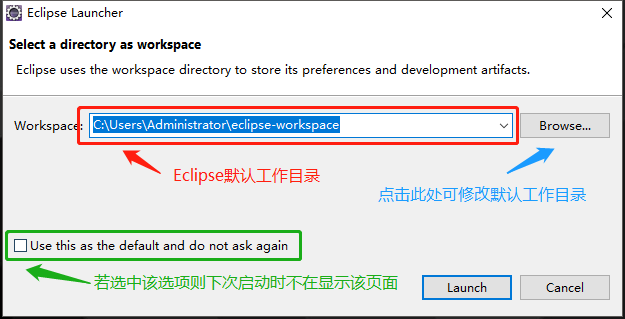 Eclipse Launcher
Select a directory as workspace
Eclipse uses the workspace directory to store its preferences and development artifacts.
Workspace: C:\Users\Administrator\eclipse-workspace Browse...
Eclipse默认工作目录
点击此处可修改默认工作目录
Use this as the default and do not ask again
若选中该选项则下次启动时不在显示该页面
Launch Cancel